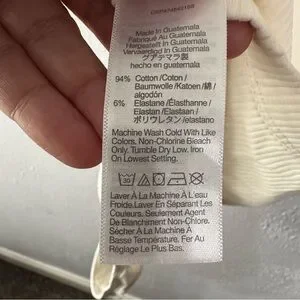 Made In Guatemala
Fabriqué Au Guatemala
Hergestellt In Guatemala
Vervaardigd In Guatemala
グアテマラ製
hecho en guatemala
94% Cotton/Coton/
Baumwolle/Katoen/綿/
algodón
6% Elastane/Élasthanne/
Elastan/Elastaan/
ポリウレタン/elastano
Machine Wash Cold With Like
Colors. Non-Chlorine Bleach
Only. Tumble Dry Low. Iron
On Lowest Setting.
Laver À La Machine À L'eau
Froide Laver En Séparant Les
Couleurs. Seulement Agent
De Blanchiment Non-Chlore.
Sécher À La Machine À
Basse Température. Fer Au
Réglage Le Plus Bas.